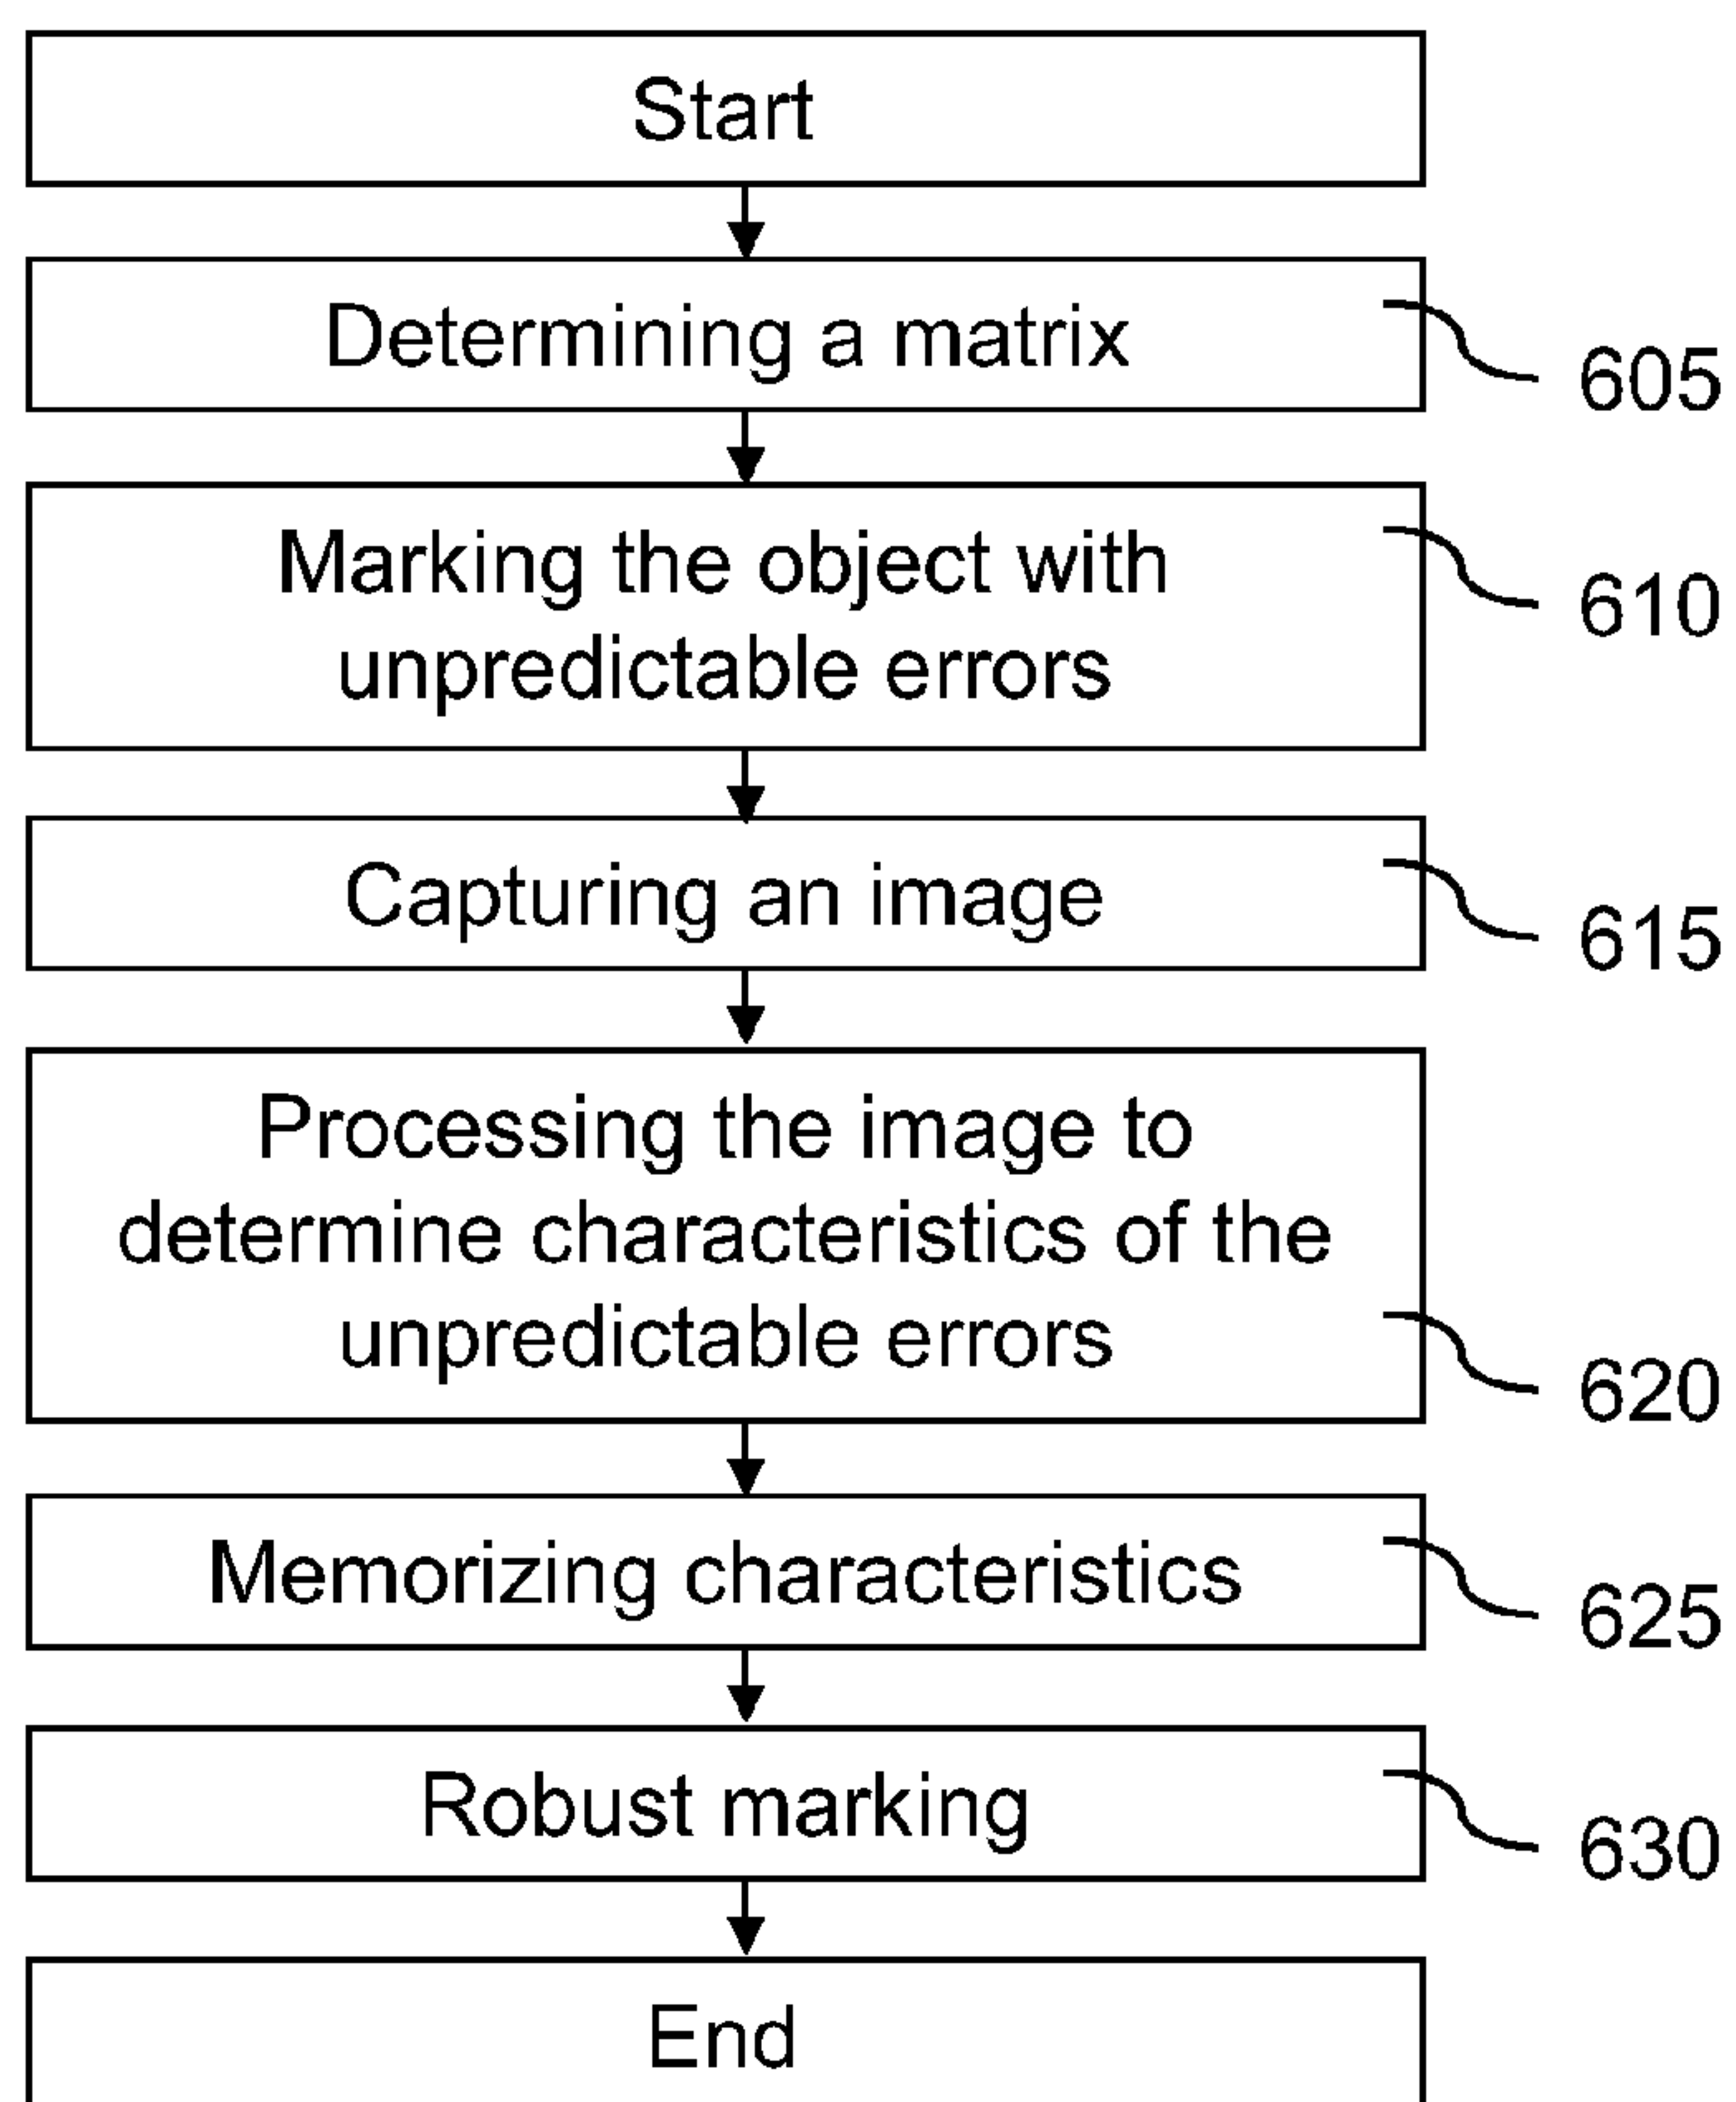 Start
Determining a matrix
605
Marking the object with
unpredictable errors
610
Capturing an image
615
Processing the image to
determine characteristics of the
unpredictable errors
620
Memorizing characteristics
625
Robust marking
630
End